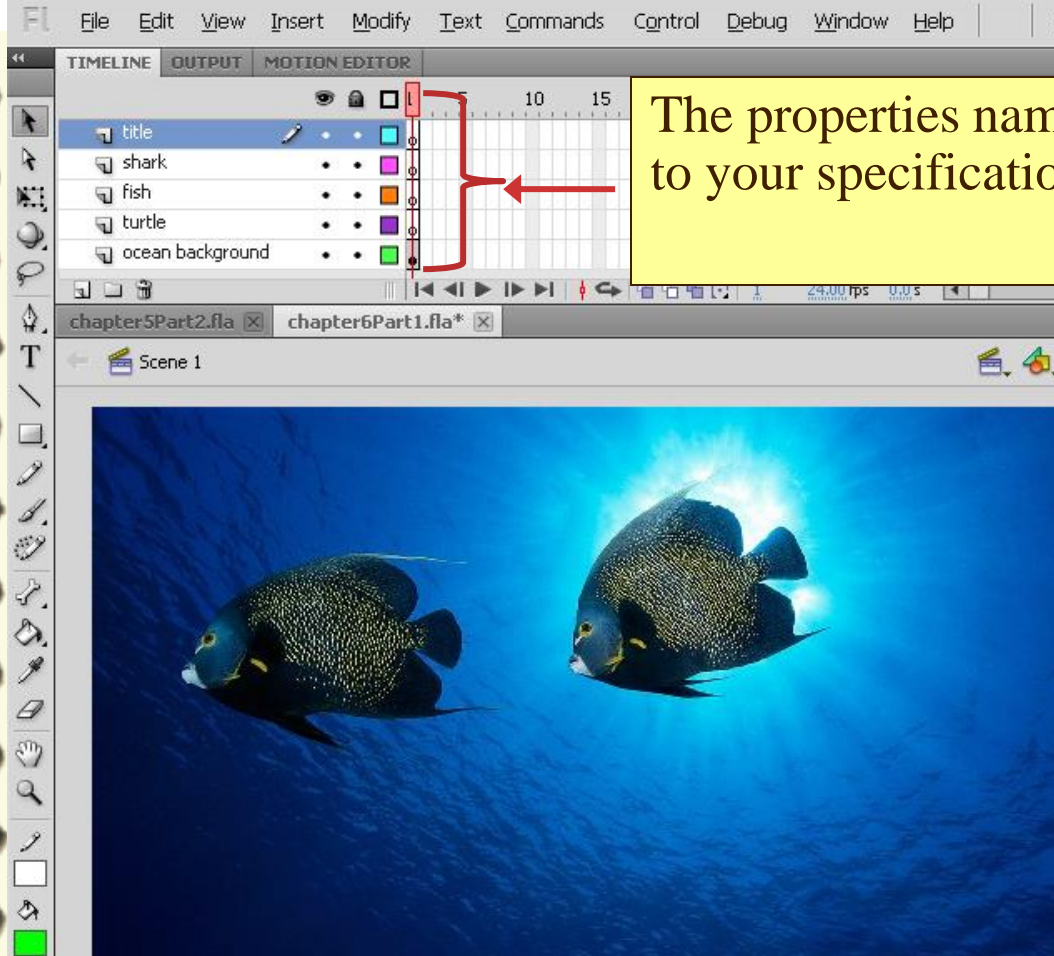 Fl File Edit View Insert Modify Text Commands Control Debug Window Help
TIMELINE OUTPUT MOTION EDITOR
1 5 10 15
title
shark
fish
turtle
ocean background
The properties nam
to your specificatio
1 24.00 fps 0.0 s
chapter5Part2.fla chapter6Part1.fla*
Scene 1
T